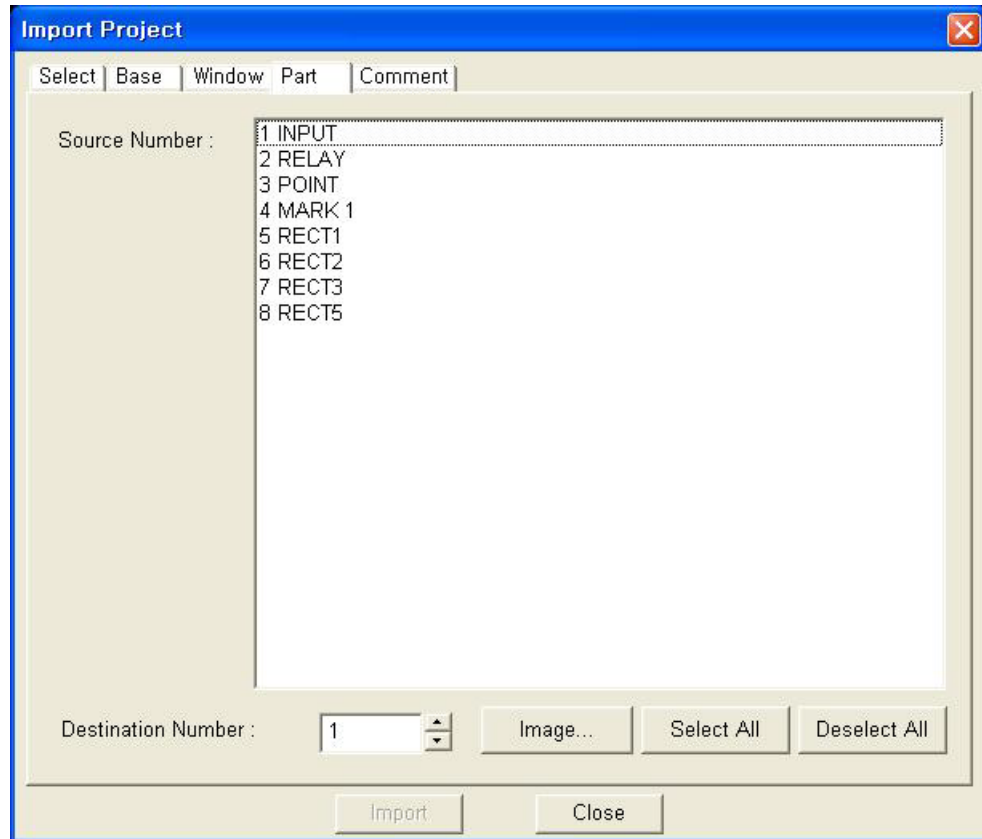 Import Project
Select Base Window Part Comment
Source Number :
1 INPUT
2 RELAY
3 POINT
4 MARK 1
5 RECT1
6 RECT2
7 RECT3
8 RECT5
Destination Number : 1 Image... Select All Deselect All
Import Close